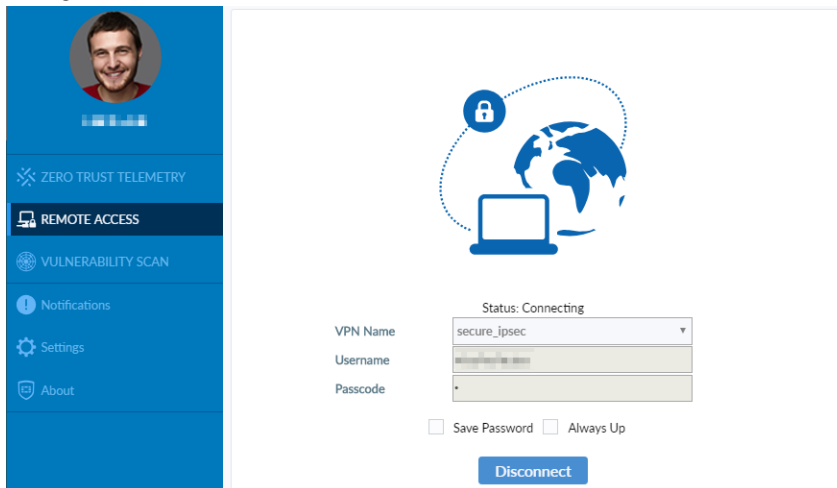 ZERO TRUST TELEMETRY
REMOTE ACCESS
VULNERABILITY SCAN
Notifications
Settings
About
Status: Connecting
VPN Name secure_ipsec
Username
Passcode •
Save Password Always Up
Disconnect